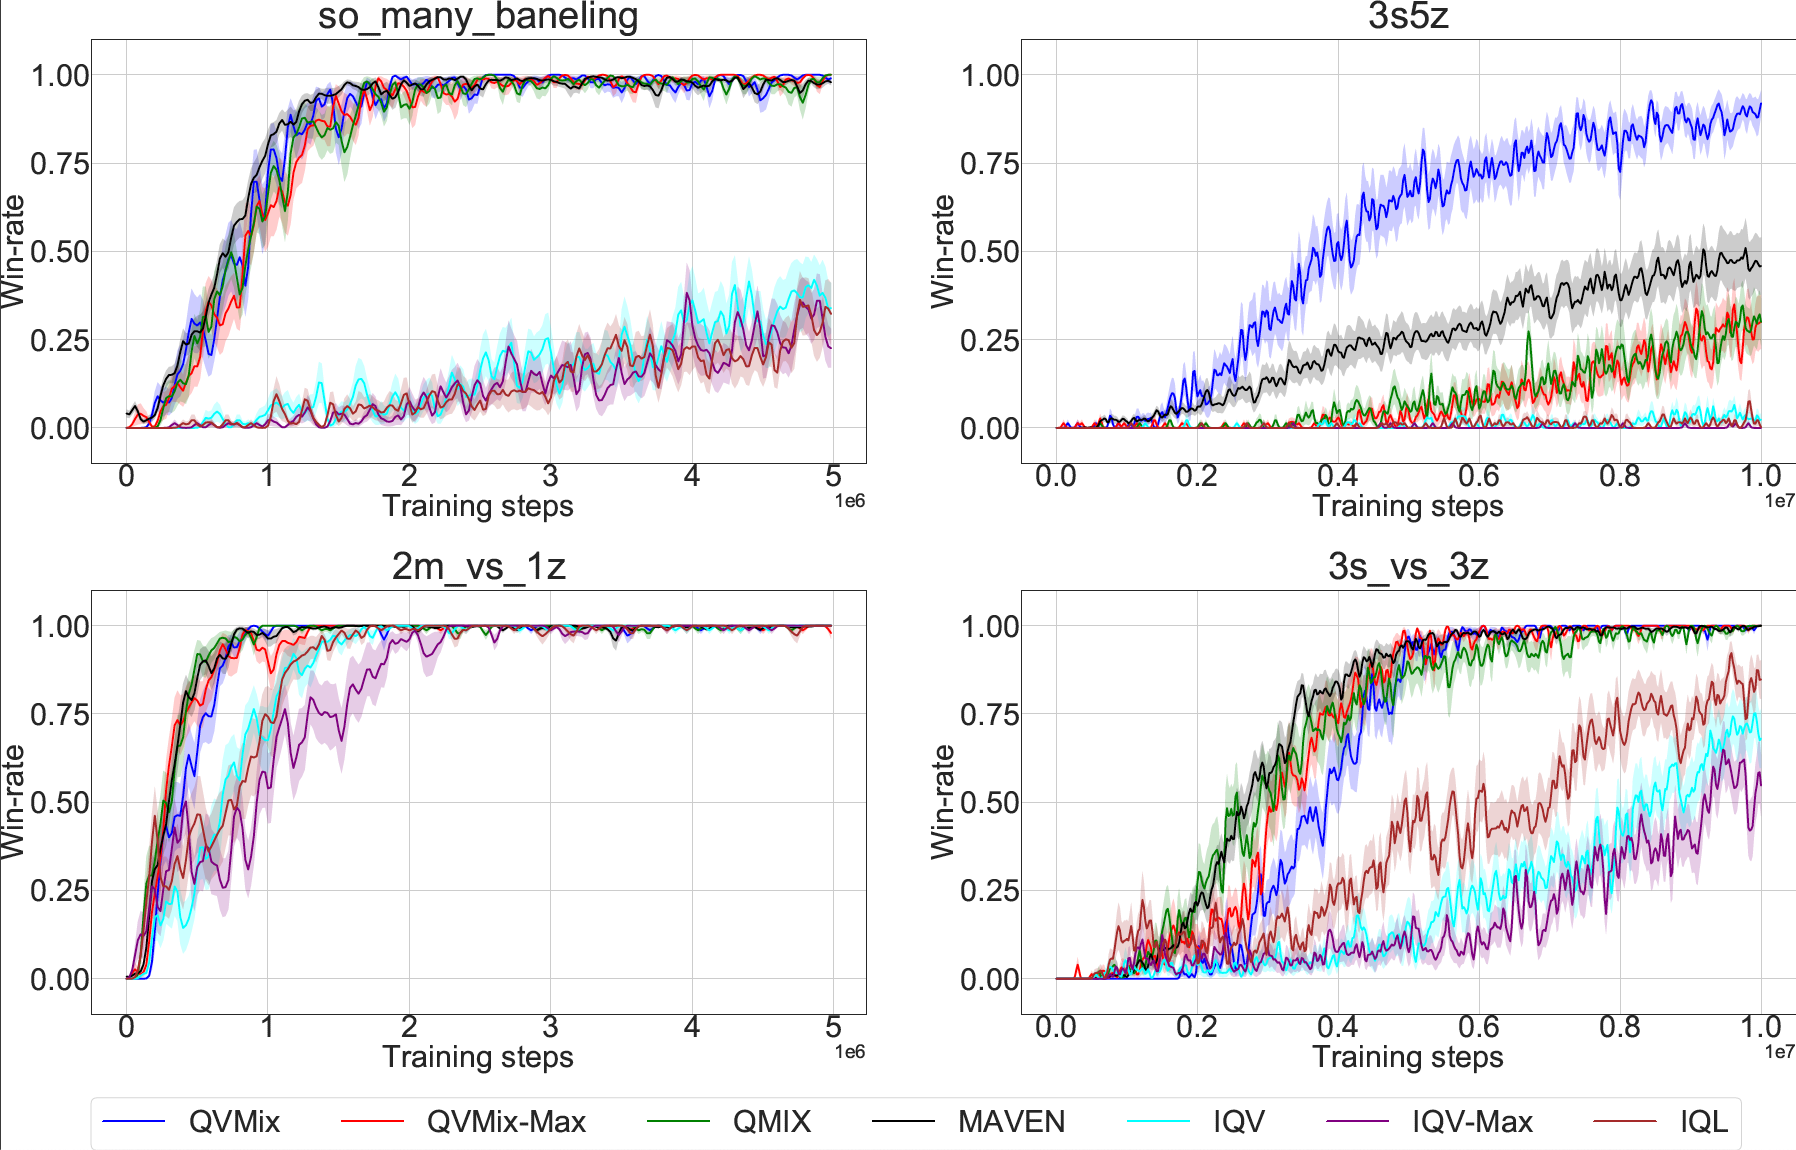 so_many_baneling
3s5z
1.00
0.75
0.50
0.25
0.00
Win-rate
0 1 2 3 4 5
1e6
Training steps
1.00
0.75
0.50
0.25
0.00
Win-rate
0.0 0.2 0.4 0.6 0.8 1.0
1e7
Training steps
2m_vs_1z
3s_vs_3z
1.00
0.75
0.50
0.25
0.00
Win-rate
0 1 2 3 4 5
1e6
Training steps
1.00
0.75
0.50
0.25
0.00
Win-rate
0.0 0.2 0.4 0.6 0.8 1.0
1e7
Training steps
QVMix QVMix-Max QMIX MAVEN IQV IQV-Max IQL